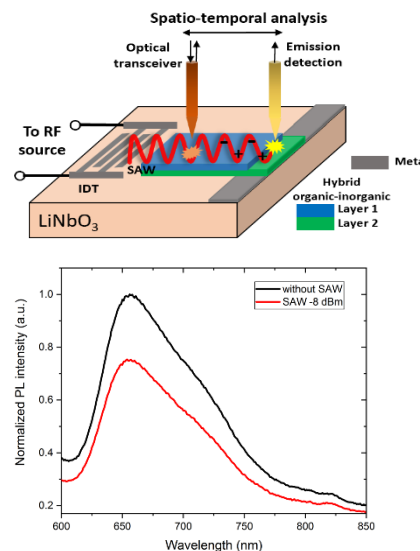 Spatio-temporal analysis
Optical
transceiver
Emission
detection
To RF
source
SAW
IDT
LiNbO3
- -
+ +
Meta
Hybrid
organic-inorganic
Layer 1
Layer 2
without SAW
SAW -8 dBm
Normalized PL intensity (a.u.)
1.0
0.8
0.6
0.4
0.2
600 650 700 750 800 850
Wavelength (nm)